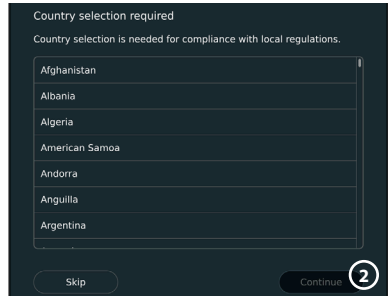 Country selection required
Country selection is needed for compliance with local regulations.
Afghanistan
Albania
Algeria
American Samoa
Andorra
Anguilla
Argentina
Skip
Continue
2